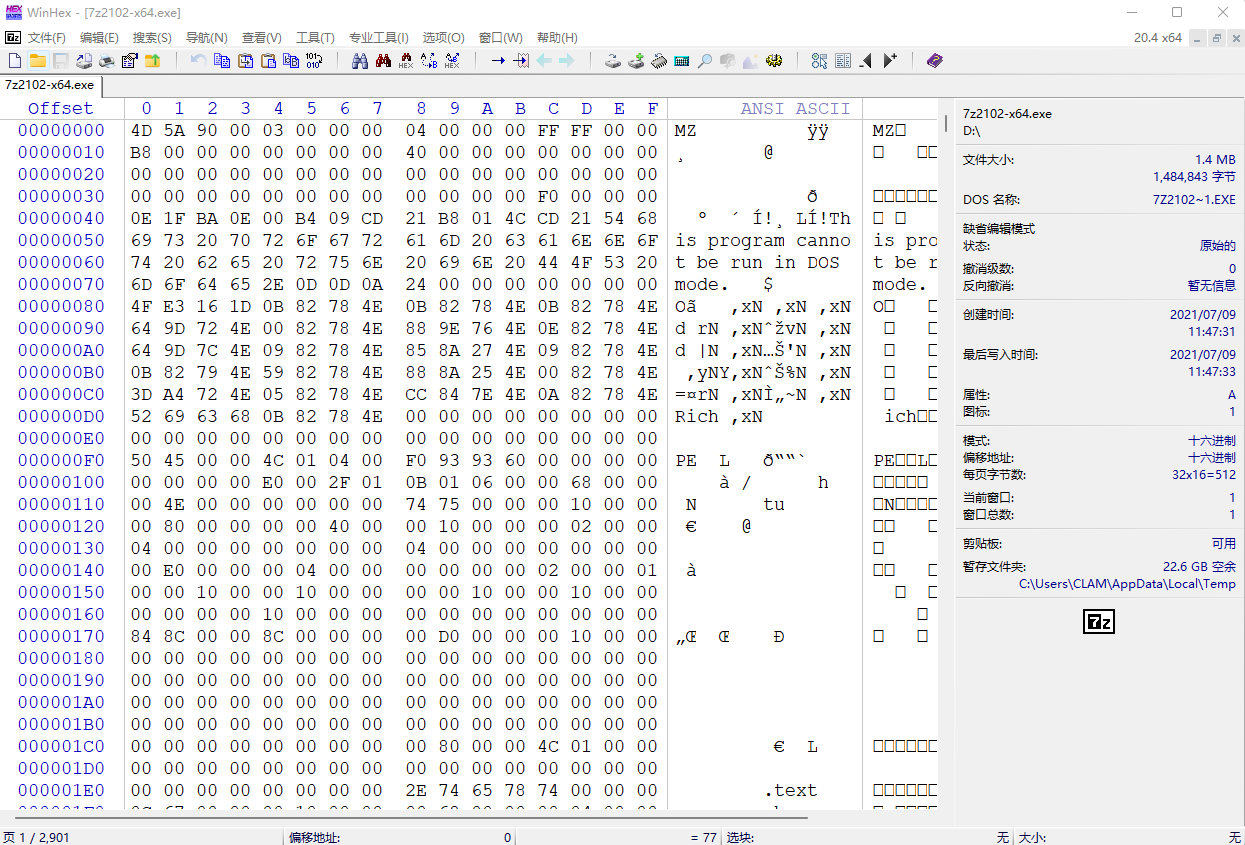 WinHex - [7z2102-x64.exe]
文件(F) 编辑(E) 搜索(S) 导航(N) 查看(V) 工具(T) 专业工具(I) 选项(O) 窗口(W) 帮助(H) 20.4 x64
7z2102-x64.exe
Offset 0 1 2 3 4 5 6 7 8 9 A B C D E F ANSI ASCII
00000000 4D 5A 90 00 03 00 00 00 04 00 00 00 FF FF 00 00 MZ ÿÿ MZ
00000010 B8 00 00 00 00 00 00 00 40 00 00 00 00 00 00 00 ¸ @
00000020 00 00 00 00 00 00 00 00 00 00 00 00 00 00 00 00
00000030 00 00 00 00 00 00 00 00 00 00 00 00 F0 00 00 00 ð
00000040 0E 1F BA 0E 00 B4 09 CD 21 B8 01 4C CD 21 54 68 º ´ Í!¸ LÍ!Th
00000050 69 73 20 70 72 6F 67 72 61 6D 20 63 61 6E 6E 6F is program canno is pro
00000060 74 20 62 65 20 72 75 6E 20 69 6E 20 44 4F 53 20 t be run in DOS t be r
00000070 6D 6F 64 65 2E 0D 0D 0A 24 00 00 00 00 00 00 00 mode. $ mode.
00000080 4F E3 16 1D 0B 82 78 4E 0B 82 78 4E 0B 82 78 4E Oã ‚xN ‚xN ‚xN O
00000090 64 9D 72 4E 00 82 78 4E 88 9E 76 4E 0E 82 78 4E d rN ‚xNˆžvN ‚xN
000000A0 64 9D 7C 4E 09 82 78 4E 85 8A 27 4E 09 82 78 4E d |N ‚xN…Š'N ‚xN
000000B0 0B 82 79 4E 59 82 78 4E 88 8A 25 4E 00 82 78 4E ‚yNY‚xNˆŠ%N ‚xN
000000C0 3D A4 72 4E 05 82 78 4E CC 84 7E 4E 0A 82 78 4E =¤rN ‚xNÌ„~N ‚xN
000000D0 52 69 63 68 0B 82 78 4E 00 00 00 00 00 00 00 00 Rich ‚xN ich
000000E0 00 00 00 00 00 00 00 00 00 00 00 00 00 00 00 00
000000F0 50 45 00 00 4C 01 04 00 F0 93 93 60 00 00 00 00 PE L ð““` PE L
00000100 00 00 00 00 E0 00 2F 01 0B 01 06 00 00 68 00 00 à / h
00000110 00 4E 00 00 00 00 00 00 74 75 00 00 00 10 00 00 N tu N
00000120 00 80 00 00 00 00 40 00 00 10 00 00 00 02 00 00 € @
00000130 04 00 00 00 00 00 00 00 04 00 00 00 00 00 00 00
00000140 00 E0 00 00 00 04 00 00 00 00 00 00 02 00 00 01 à
00000150 00 00 10 00 00 10 00 00 00 00 10 00 00 10 00 00
00000160 00 00 00 00 10 00 00 00 00 00 00 00 00 00 00 00
00000170 84 8C 00 00 8C 00 00 00 00 D0 00 00 00 10 00 00 „Œ Œ Ð
00000180 00 00 00 00 00 00 00 00 00 00 00 00 00 00 00 00
00000190 00 00 00 00 00 00 00 00 00 00 00 00 00 00 00 00
000001A0 00 00 00 00 00 00 00 00 00 00 00 00 00 00 00 00
000001B0 00 00 00 00 00 00 00 00 00 00 00 00 00 00 00 00
000001C0 00 00 00 00 00 00 00 00 00 80 00 00 4C 01 00 00 € L
000001D0 00 00 00 00 00 00 00 00 00 00 00 00 00 00 00 00
000001E0 00 00 00 00 00 00 00 00 2E 74 65 78 74 00 00 00 .text
7z2102-x64.exe
D:\
文件大小: 1.4 MB
1,484,843 字节
DOS 名称: 7Z2102~1.EXE
缺省编辑模式
状态: 原始的
撤消级数: 0
反向撤消: 暂无信息
创建时间: 2021/07/09
11:47:31
最后写入时间: 2021/07/09
11:47:33
属性: A
图标: 1
模式: 十六进制
偏移地址: 十六进制
每页字节数: 32x16=512
当前窗口: 1
窗口总数: 1
剪贴板: 可用
暂存文件夹: 22.6 GB 空余
C:\Users\CLAM\AppData\Local\Temp
7z
页 1 / 2,901 偏移地址: 0 = 77 选块: 无 大小: 无